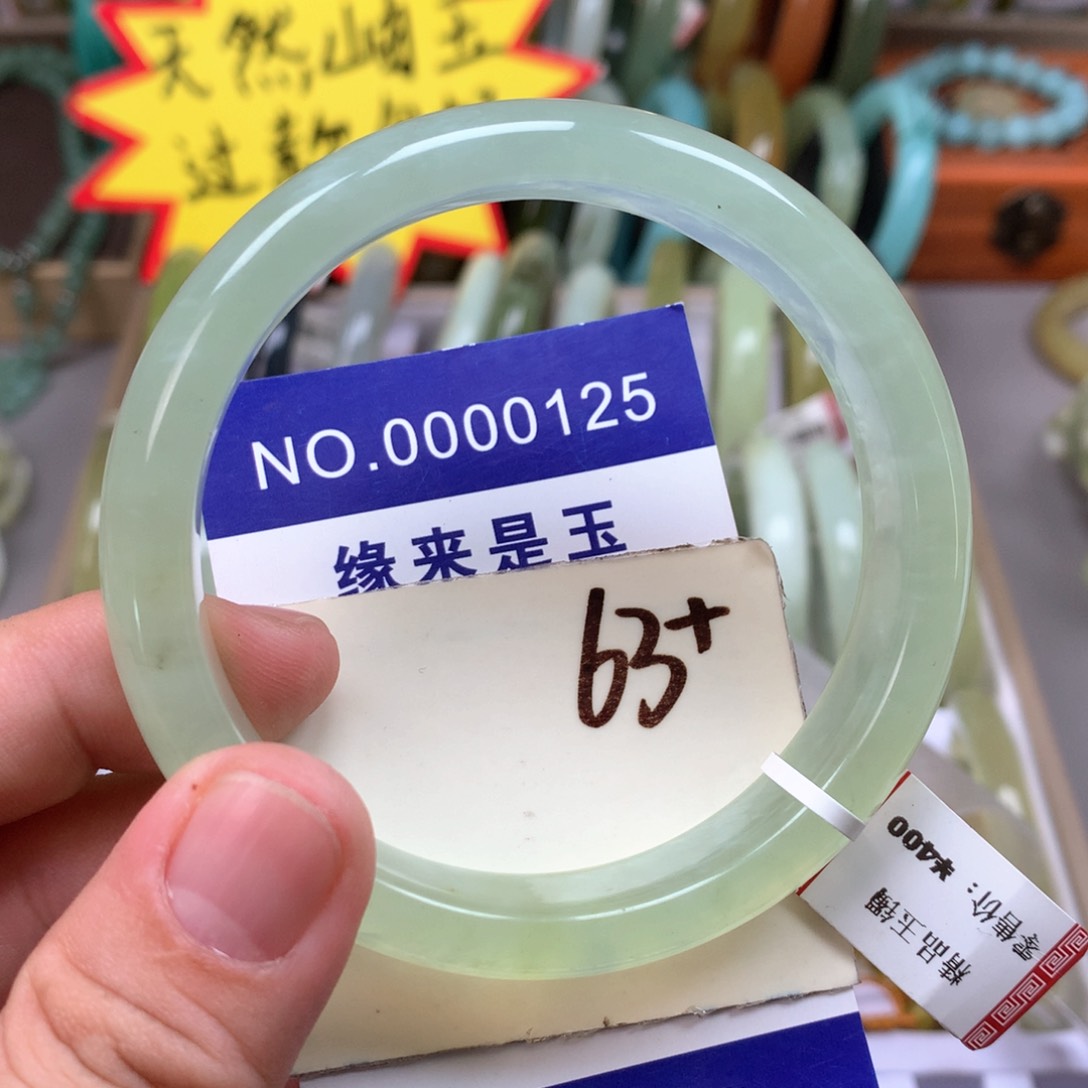 天然岫玉
这款
NO.0000125
缘来是玉
63+
精品玉镯
零售价：¥400